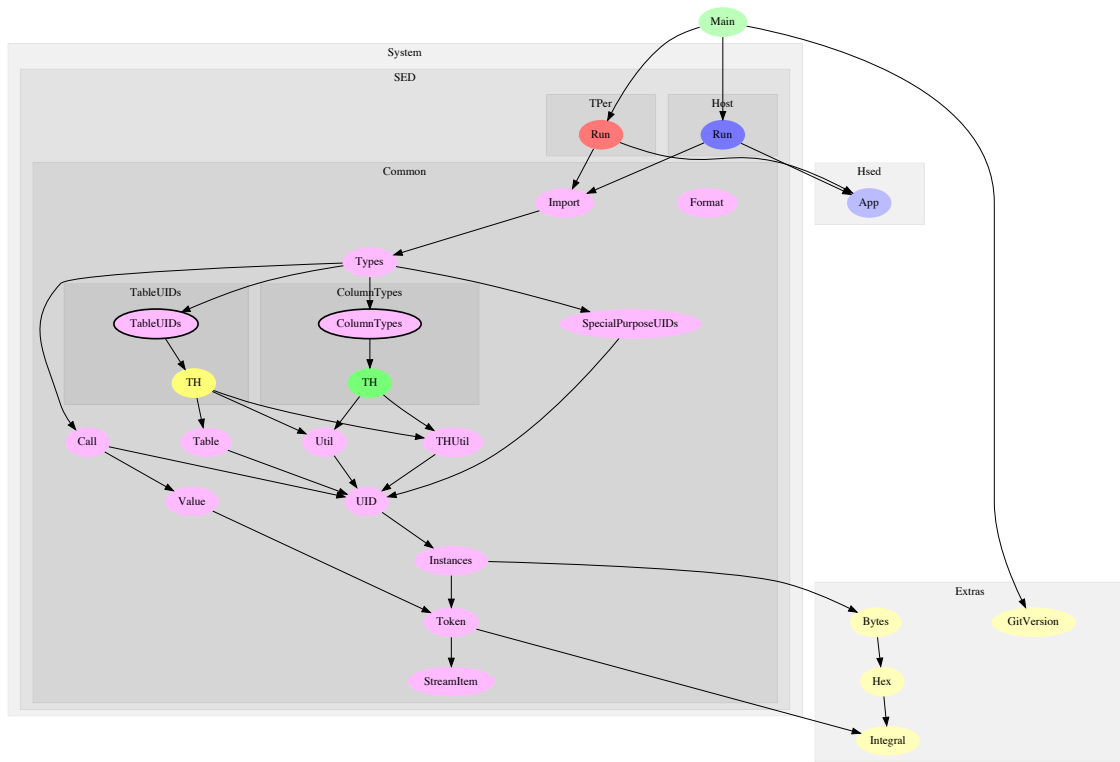 Main
System
SED
TPer
Host
Run
Run
Common
Hsed
Import
Format
App
Types
TableUIDs
ColumnTypes
TableUIDs
ColumnTypes
SpecialPurposeUIDs
TH
TH
Call
Table
Util
THUtil
Value
UID
Instances
Extras
Token
Bytes
GitVersion
StreamItem
Hex
Integral